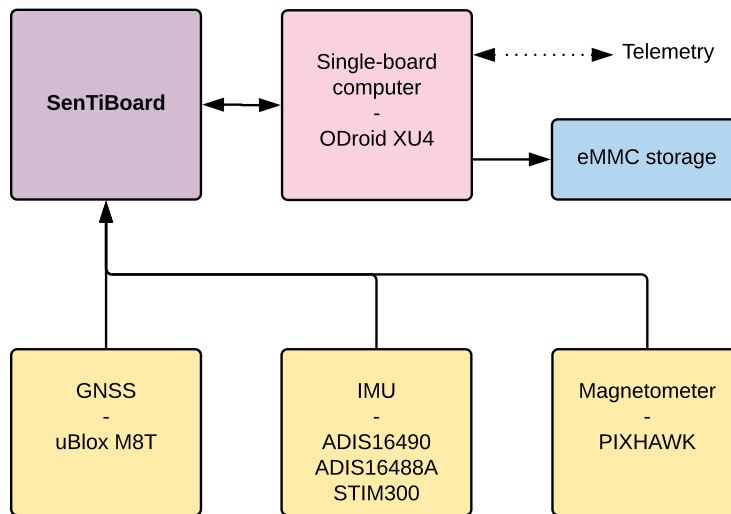 SenTiBoard
Single-board
computer
-
ODroid XU4
Telemetry
eMMC storage
GNSS
-
uBlox M8T
IMU
-
ADIS16490
ADIS16488A
STIM300
Magnetometer
-
PIXHAWK